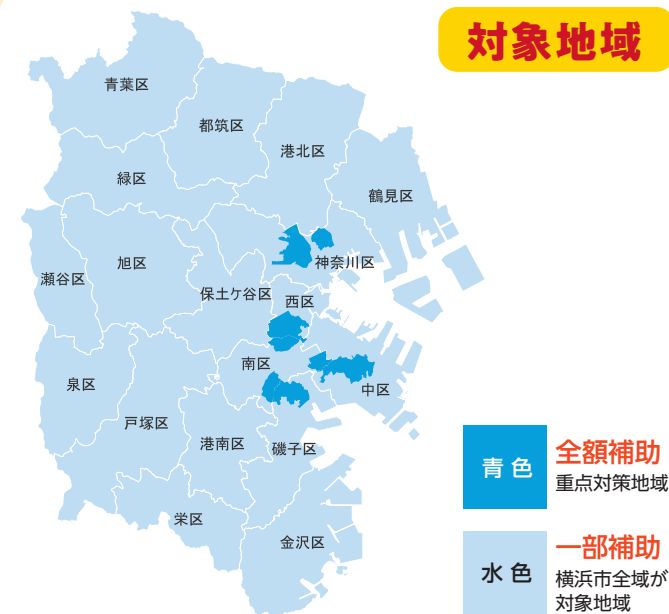 対象地域
青葉区
都筑区
港北区
緑区
鶴見区
旭区
神奈川区
瀬谷区
保土ケ谷区
西区
南区
泉区
中区
戸塚区
港南区
磯子区
栄区
金沢区
青色
全額補助
重点対策地域
水色
一部補助
横浜市全域が
対象地域